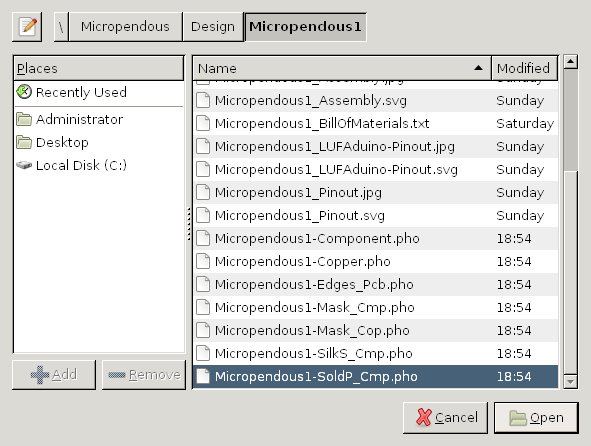 \ Micropendous Design Micropendous1
Places
Recently Used
Administrator
Desktop
Local Disk (C:)
Add Remove
Name Modified
Micropendous1_Assembly.jpg Sunday
Micropendous1_Assembly.svg Sunday
Micropendous1_BillOfMaterials.txt Saturday
Micropendous1_LUFAduino-Pinout.jpg Sunday
Micropendous1_LUFAduino-Pinout.svg Sunday
Micropendous1_Pinout.jpg Sunday
Micropendous1_Pinout.svg Sunday
Micropendous1-Component.pho 18:54
Micropendous1-Copper.pho 18:54
Micropendous1-Edges_Pcb.pho 18:54
Micropendous1-Mask_Cmp.pho 18:54
Micropendous1-Mask_Cop.pho 18:54
Micropendous1-SilkS_Cmp.pho 18:54
Micropendous1-SoldP_Cmp.pho 18:54
Cancel Open